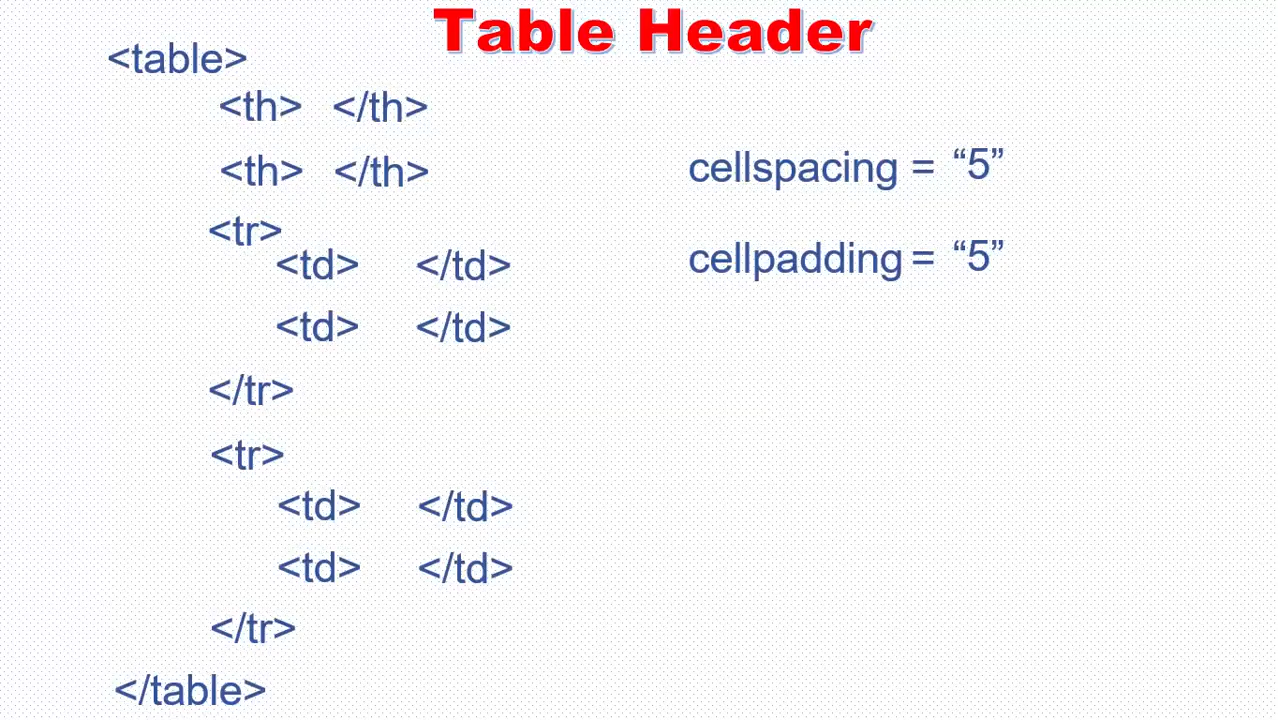 Table Header
<table>
<th> </th>
<th> </th>
cellspacing = “5”
<tr>
<td> </td>
cellpadding = “5”
<td> </td>
</tr>
<tr>
<td> </td>
<td> </td>
</tr>
</table>